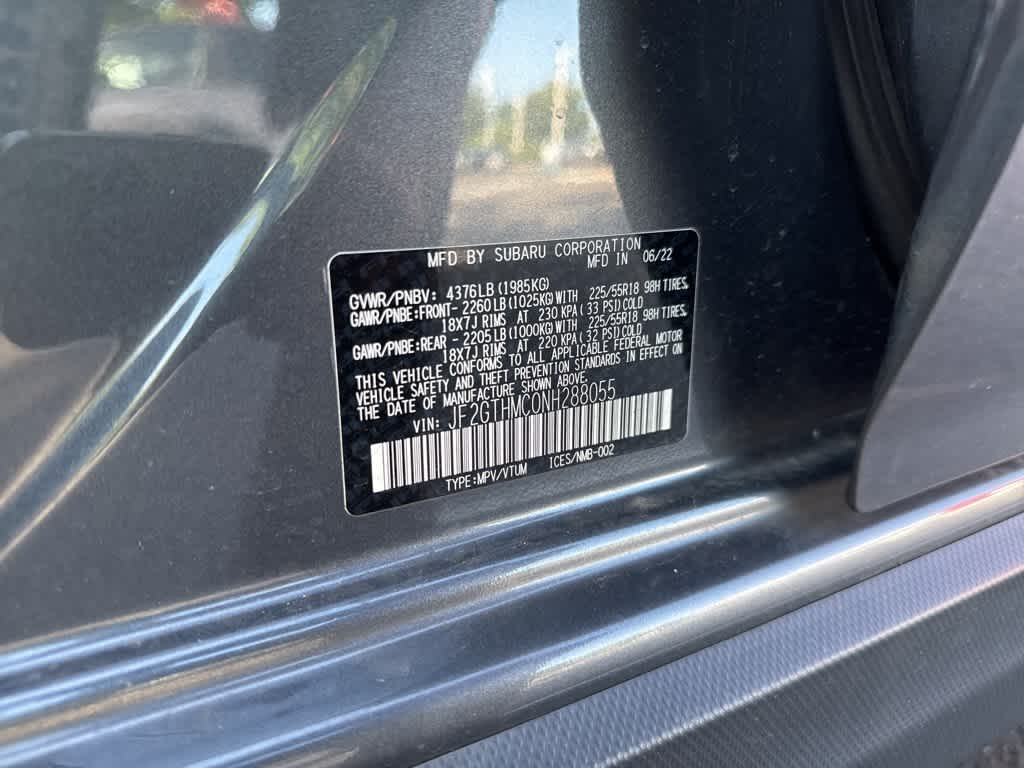 MFD BY SUBARU CORPORATION
MFD IN 06/22
GVWR/PNBV: 4376LB(1985KG)
GAWR/PNBE:FRONT- 2260LB(1025KG)WITH 225/55R18 98H TIRES,
18X7J RIMS AT 230 KPA( 33 PSI)COLD
GAWR/PNBE:REAR - 2205LB(1000KG)WITH 225/55R18 98H TIRES,
18X7J RIMS AT 220 KPA( 32 PSI)COLD
THIS VEHICLE CONFORMS TO ALL APPLICABLE FEDERAL MOTOR
VEHICLE SAFETY AND THEFT PREVENTION STANDARDS IN EFFECT ON
THE DATE OF MANUFACTURE SHOWN ABOVE.
VIN: JF2GTHMC0NH288055
TYPE:MPV/VTUM ICES/NMB-002